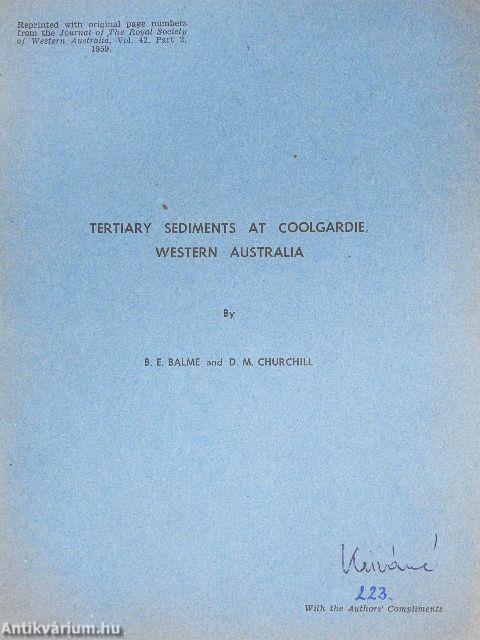 Reprinted with original page numbers
from the Journal of The Royal Society
of Western Australia, Vol. 42, Part 2,
1959.
TERTIARY SEDIMENTS AT COOLGARDIE,
WESTERN AUSTRALIA
By
B. E. BALME and D. M. CHURCHILL
223.
With the Authors' Compliments
Antikvárium.hu